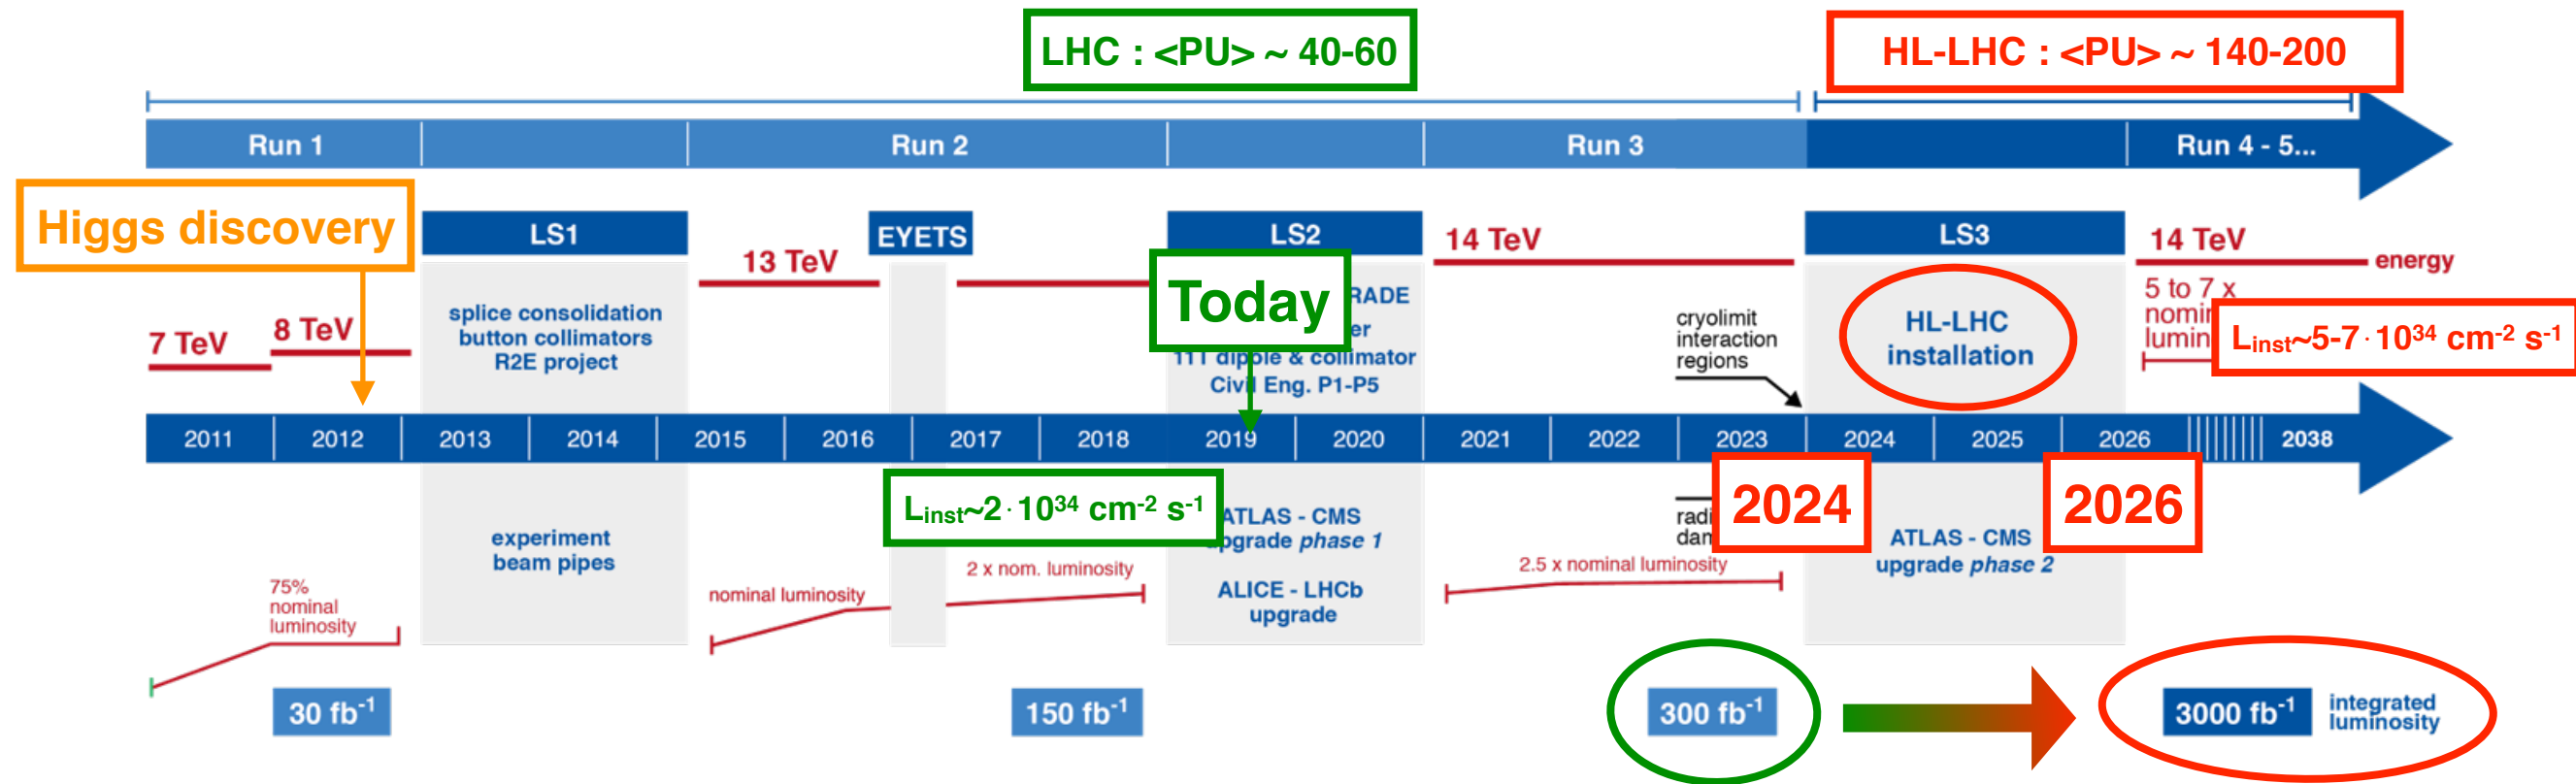 LHC : <PU> ~ 40-60
HL-LHC : <PU> ~ 140-200
Run 1
Run 2
Run 3
Run 4 - 5...
Higgs discovery
LS1
EYETS
LS2
LS3
13 TeV
14 TeV
14 TeV
energy
7 TeV
8 TeV
splice consolidation
button collimators
R2E project
Today
11T dipole & collimator
Civil Eng. P1-P5
cryolimit
interaction
regions
HL-LHC
installation
5 to 7 x
Linst~5-7·10³⁴ cm⁻² s⁻¹
2011
2012
2013
2014
2015
2016
2017
2018
2019
2020
2021
2022
2023
2024
2025
2026
2038
Linst~2·10³⁴ cm⁻² s⁻¹
2024
2026
experiment
beam pipes
ATLAS - CMS
upgrade phase 1
ALICE - LHCb
upgrade
ATLAS - CMS
upgrade phase 2
75%
nominal
luminosity
nominal luminosity
2 x nom. luminosity
2.5 x nominal luminosity
30 fb⁻¹
150 fb⁻¹
300 fb⁻¹
3000 fb⁻¹
integrated
luminosity